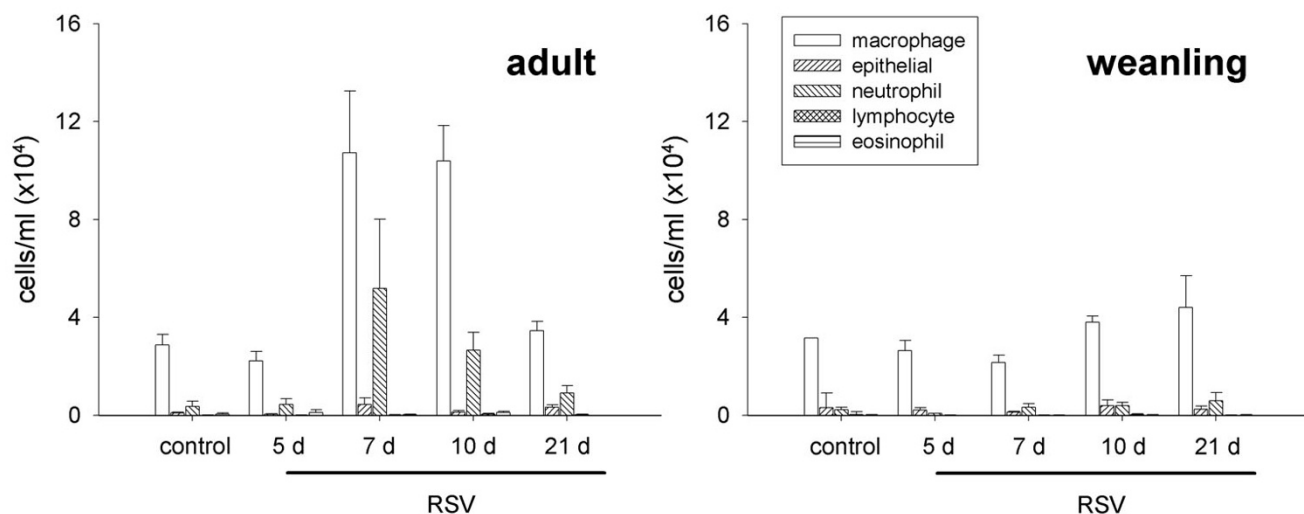 adult
cells/ml (x10⁴)
16
12
8
4
0
control 5 d 7 d 10 d 21 d
RSV
weanling
macrophage
epithelial
neutrophil
lymphocyte
eosinophil
cells/ml (x10⁴)
16
12
8
4
0
control 5 d 7 d 10 d 21 d
RSV